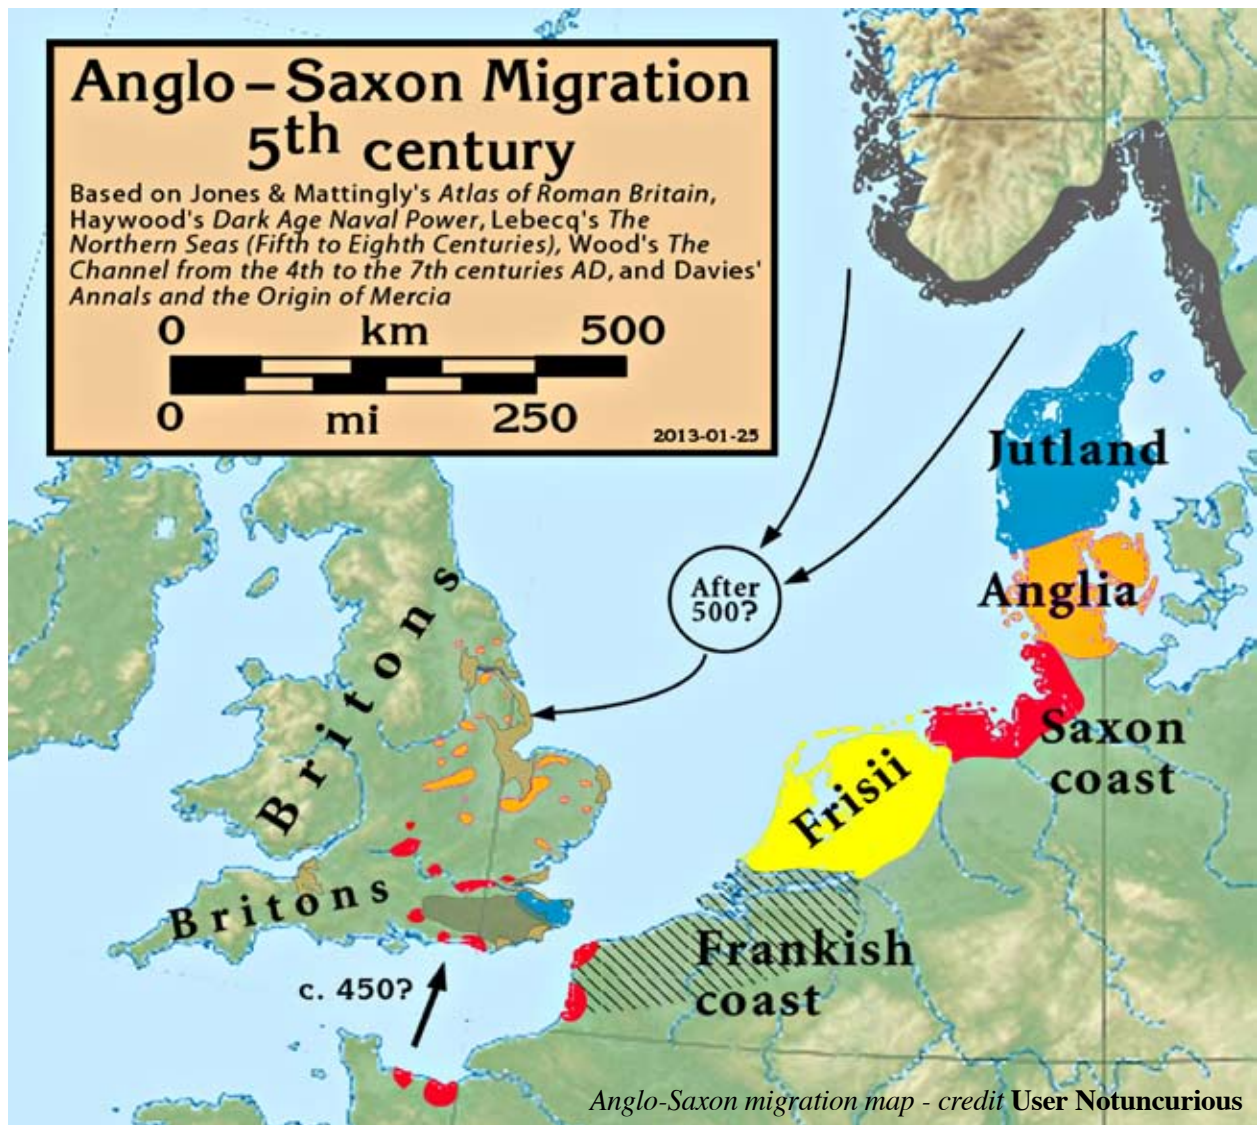 Anglo – Saxon Migration
5th century
Based on Jones & Mattingly's Atlas of Roman Britain,
Haywood's Dark Age Naval Power, Lebecq's The
Northern Seas (Fifth to Eighth Centuries), Wood's The
Channel from the 4th to the 7th centuries AD, and Davies'
Annals and the Origin of Mercia
0 km 500
0 mi 250
2013-01-25
Jutland
After
500?
Anglia
Britons
Saxon
coast
Frisii
Britons
Frankish
coast
c. 450?
Anglo-Saxon migration map - credit User Notuncurious